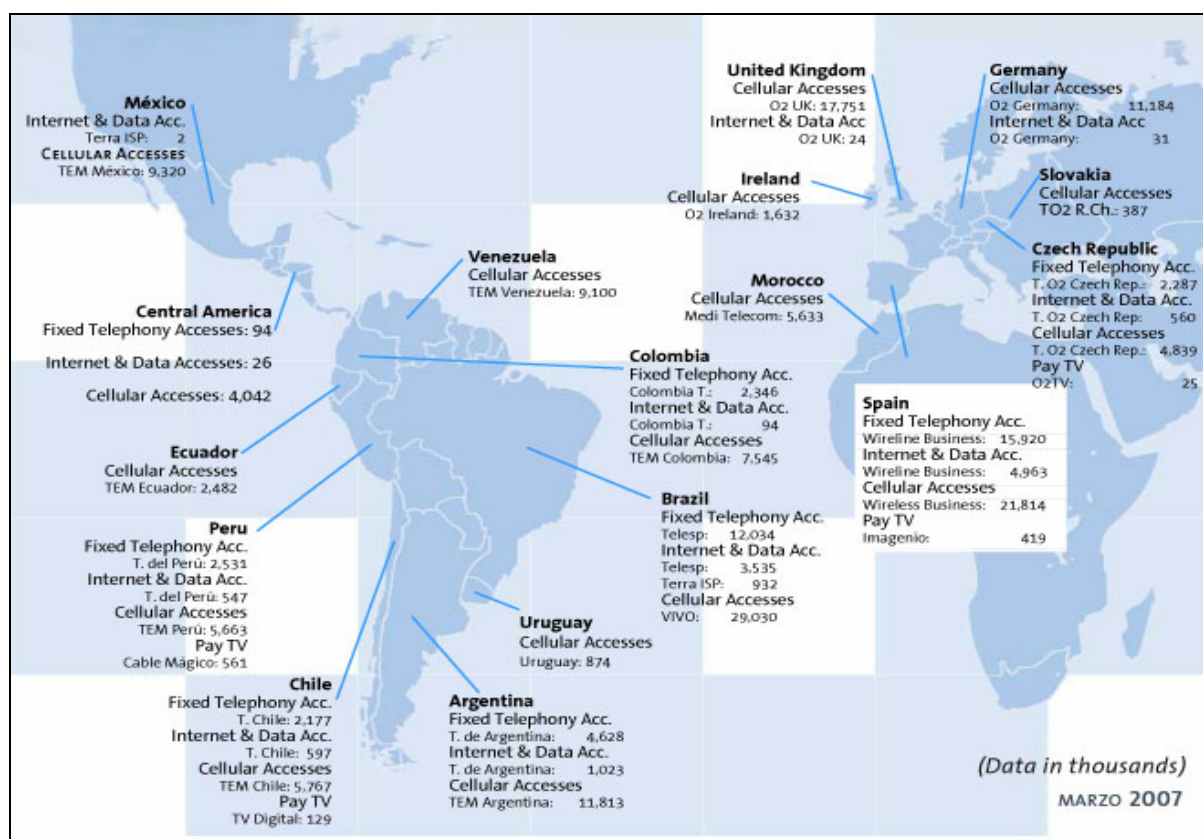 México
Internet & Data Acc.
Terra ISP: 2
CELLULAR ACCESSES
TEM México: 9,320
Central America
Fixed Telephony Accesses: 94
Internet & Data Accesses: 26
Cellular Accesses: 4,042
Ecuador
Cellular Accesses
TEM Ecuador: 2,482
Peru
Fixed Telephony Acc.
T. del Perú: 2,531
Internet & Data Acc.
T. del Perú: 547
Cellular Accesses
TEM Perú: 5,663
Pay TV
Cable Mágico: 561
Chile
Fixed Telephony Acc.
T. Chile: 2,177
Internet & Data Acc.
T. Chile: 597
Cellular Accesses
TEM Chile: 5,767
Pay TV
TV Digital: 129
Venezuela
Cellular Accesses
TEM Venezuela: 9,100
Colombia
Fixed Telephony Acc.
Colombia T.: 2,346
Internet & Data Acc.
Colombia T.: 94
Cellular Accesses
TEM Colombia: 7,545
Brazil
Fixed Telephony Acc.
Telesp: 12,034
Internet & Data Acc.
Telesp: 3.535
Terra ISP: 932
Cellular Accesses
VIVO: 29,030
Uruguay
Cellular Accesses
Uruguay: 874
Argentina
Fixed Telephony Acc.
T. de Argentina: 4,628
Internet & Data Acc.
T. de Argentina: 1,023
Cellular Accesses
TEM Argentina: 11,813
United Kingdom
Cellular Accesses
O2 UK: 17,751
Internet & Data Acc
O2 UK: 24
Ireland
Cellular Accesses
O2 Ireland: 1,632
Morocco
Cellular Accesses
Medi Telecom: 5,633
Germany
Cellular Accesses
O2 Germany: 11,184
Internet & Data Acc
O2 Germany: 31
Slovakia
Cellular Accesses
TO2 R.Ch.: 387
Czech Republic
Fixed Telephony Acc.
T. O2 Czech Rep.: 2,287
Internet & Data Acc.
T. O2 Czech Rep: 560
Cellular Accesses
T. O2 Czech Rep.: 4,839
Pay TV
O2TV: 25
Spain
Fixed Telephony Acc.
Wireline Business: 15,920
Internet & Data Acc.
Wireline Business: 4,963
Cellular Accesses
Wireless Business: 21,814
Pay TV
Imagenio: 419
(Data in thousands)
MARZO 2007